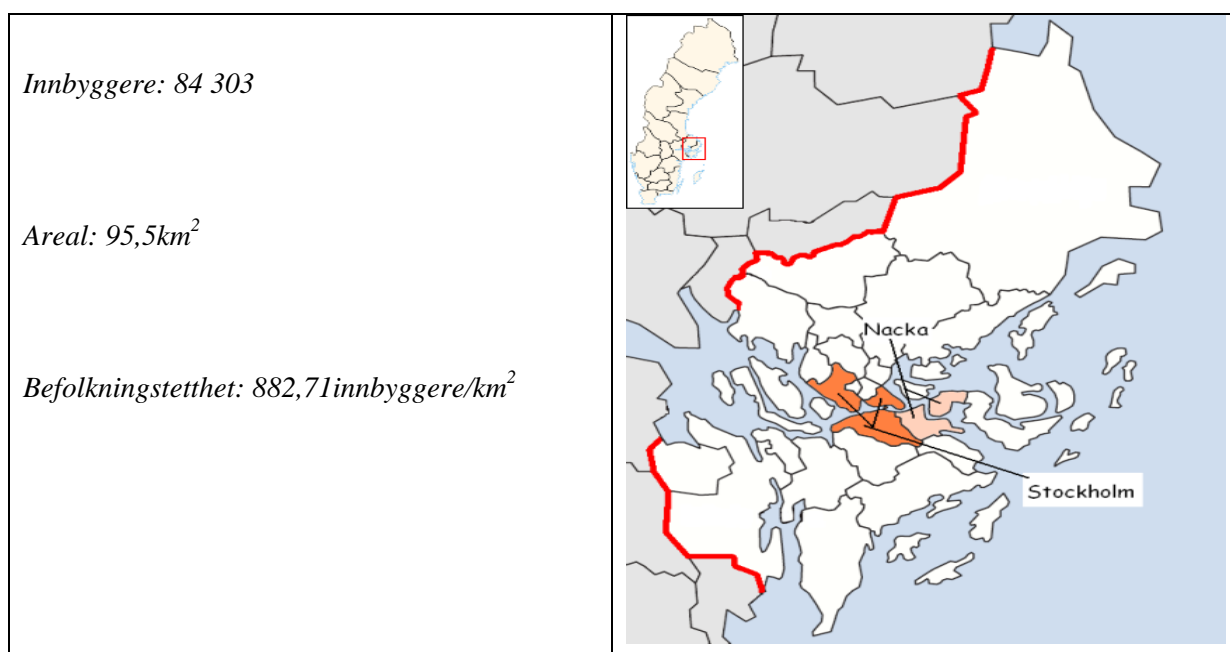 Innbyggere: 84 303
Areal: 95,5km²
Befolkningstetthet: 882,71innbyggere/km²
Nacka
Stockholm